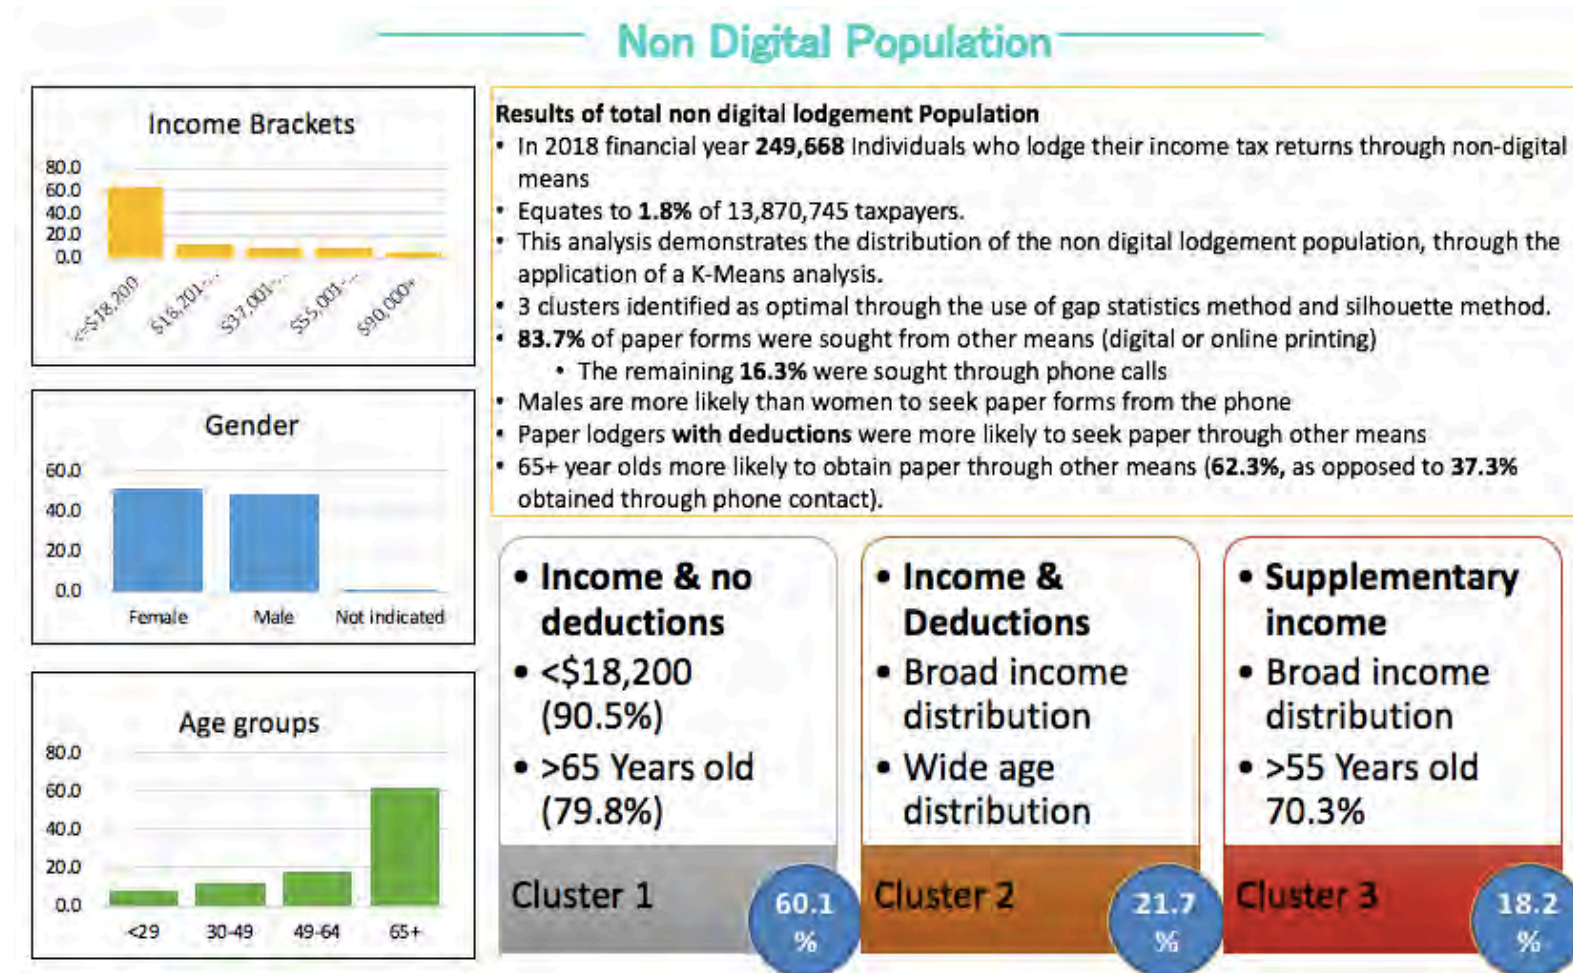 Non Digital Population
Income Brackets
80.0
60.0
40.0
20.0
0.0
<=$18,200
$18,201-...
$37,001-...
$55,001-...
$90,000+
Gender
60.0
40.0
20.0
0.0
Female Male Not indicated
Age groups
80.0
60.0
40.0
20.0
0.0
<29 30-49 49-64 65+
Results of total non digital lodgement Population
• In 2018 financial year 249,668 Individuals who lodge their income tax returns through non-digital
means
• Equates to 1.8% of 13,870,745 taxpayers.
• This analysis demonstrates the distribution of the non digital lodgement population, through the
application of a K-Means analysis.
• 3 clusters identified as optimal through the use of gap statistics method and silhouette method.
• 83.7% of paper forms were sought from other means (digital or online printing)
• The remaining 16.3% were sought through phone calls
• Males are more likely than women to seek paper forms from the phone
• Paper lodgers with deductions were more likely to seek paper through other means
• 65+ year olds more likely to obtain paper through other means (62.3%, as opposed to 37.3%
obtained through phone contact).
• Income & no
deductions
• <$18,200
(90.5%)
• >65 Years old
(79.8%)
Cluster 1
60.1
%
• Income &
Deductions
• Broad income
distribution
• Wide age
distribution
Cluster 2
21.7
%
• Supplementary
income
• Broad income
distribution
• >55 Years old
70.3%
Cluster 3
18.2
%